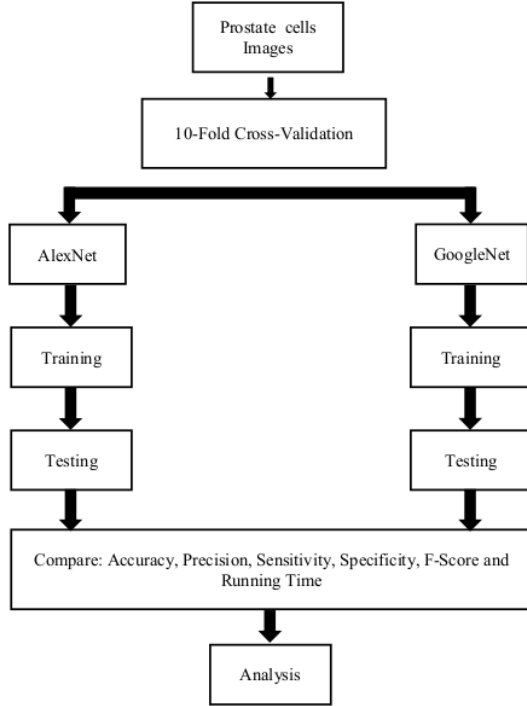 Prostate cells
Images
10-Fold Cross-Validation
AlexNet
GoogleNet
Training
Training
Testing
Testing
Compare: Accuracy, Precision, Sensitivity, Specificity, F-Score and
Running Time
Analysis